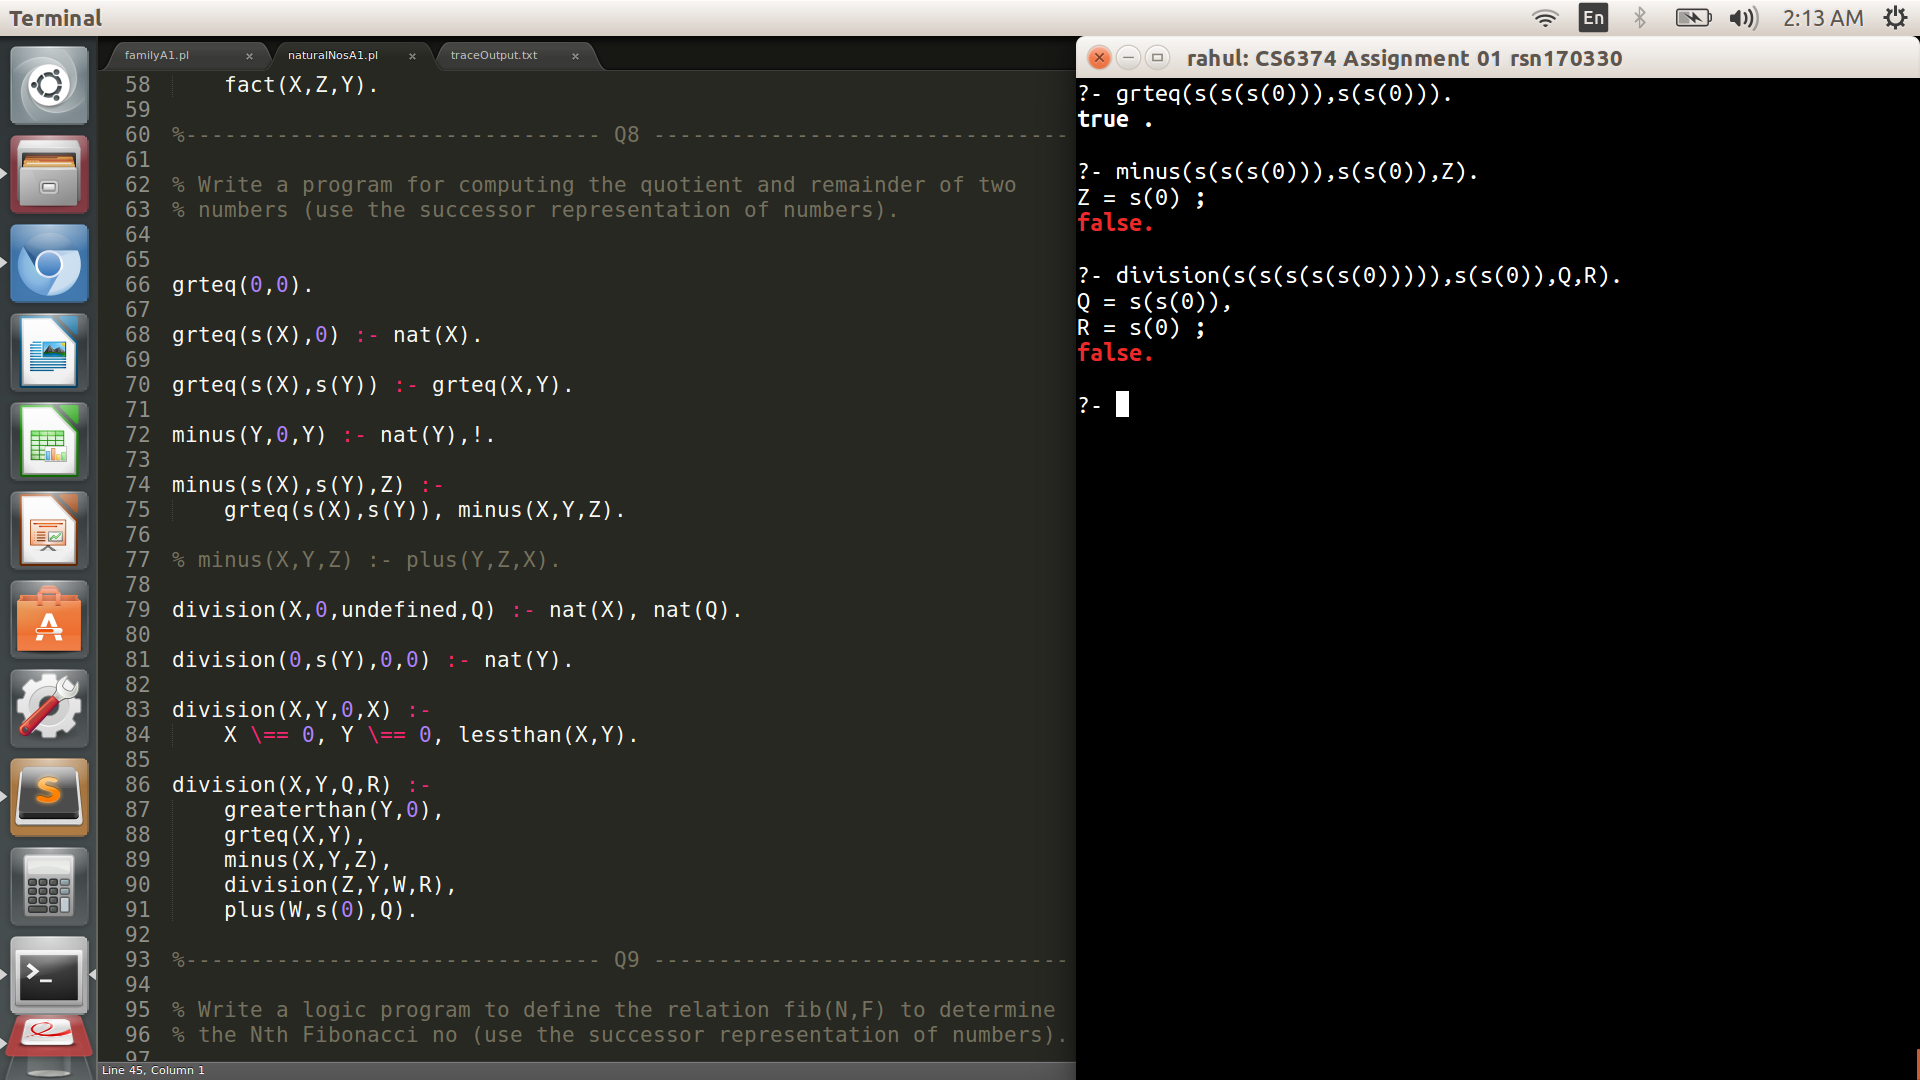 Terminal
En
2:13 AM
familyA1.pl ×
naturalNosA1.pl ×
traceOutput.txt ×
58 fact(X,Z,Y).
59
60 %-------------------------------- Q8 --------------------------------
61
62 % Write a program for computing the quotient and remainder of two
63 % numbers (use the successor representation of numbers).
64
65
66 grteq(0,0).
67
68 grteq(s(X),0) :- nat(X).
69
70 grteq(s(X),s(Y)) :- grteq(X,Y).
71
72 minus(Y,0,Y) :- nat(Y),!.
73
74 minus(s(X),s(Y),Z) :-
75 grteq(s(X),s(Y)), minus(X,Y,Z).
76
77 % minus(X,Y,Z) :- plus(Y,Z,X).
78
79 division(X,0,undefined,Q) :- nat(X), nat(Q).
80
81 division(0,s(Y),0,0) :- nat(Y).
82
83 division(X,Y,0,X) :-
84 X \== 0, Y \== 0, lessthan(X,Y).
85
86 division(X,Y,Q,R) :-
87 greaterthan(Y,0),
88 grteq(X,Y),
89 minus(X,Y,Z),
90 division(Z,Y,W,R),
91 plus(W,s(0),Q).
92
93 %-------------------------------- Q9 --------------------------------
94
95 % Write a logic program to define the relation fib(N,F) to determine
96 % the Nth Fibonacci no (use the successor representation of numbers).
97
Line 45, Column 1
rahul: CS6374 Assignment 01 rsn170330
?- grteq(s(s(s(0))),s(s(0))).
true .
?- minus(s(s(s(0))),s(s(0)),Z).
Z = s(0) ;
false.
?- division(s(s(s(s(s(0))))),s(s(0)),Q,R).
Q = s(s(0)),
R = s(0) ;
false.
?-